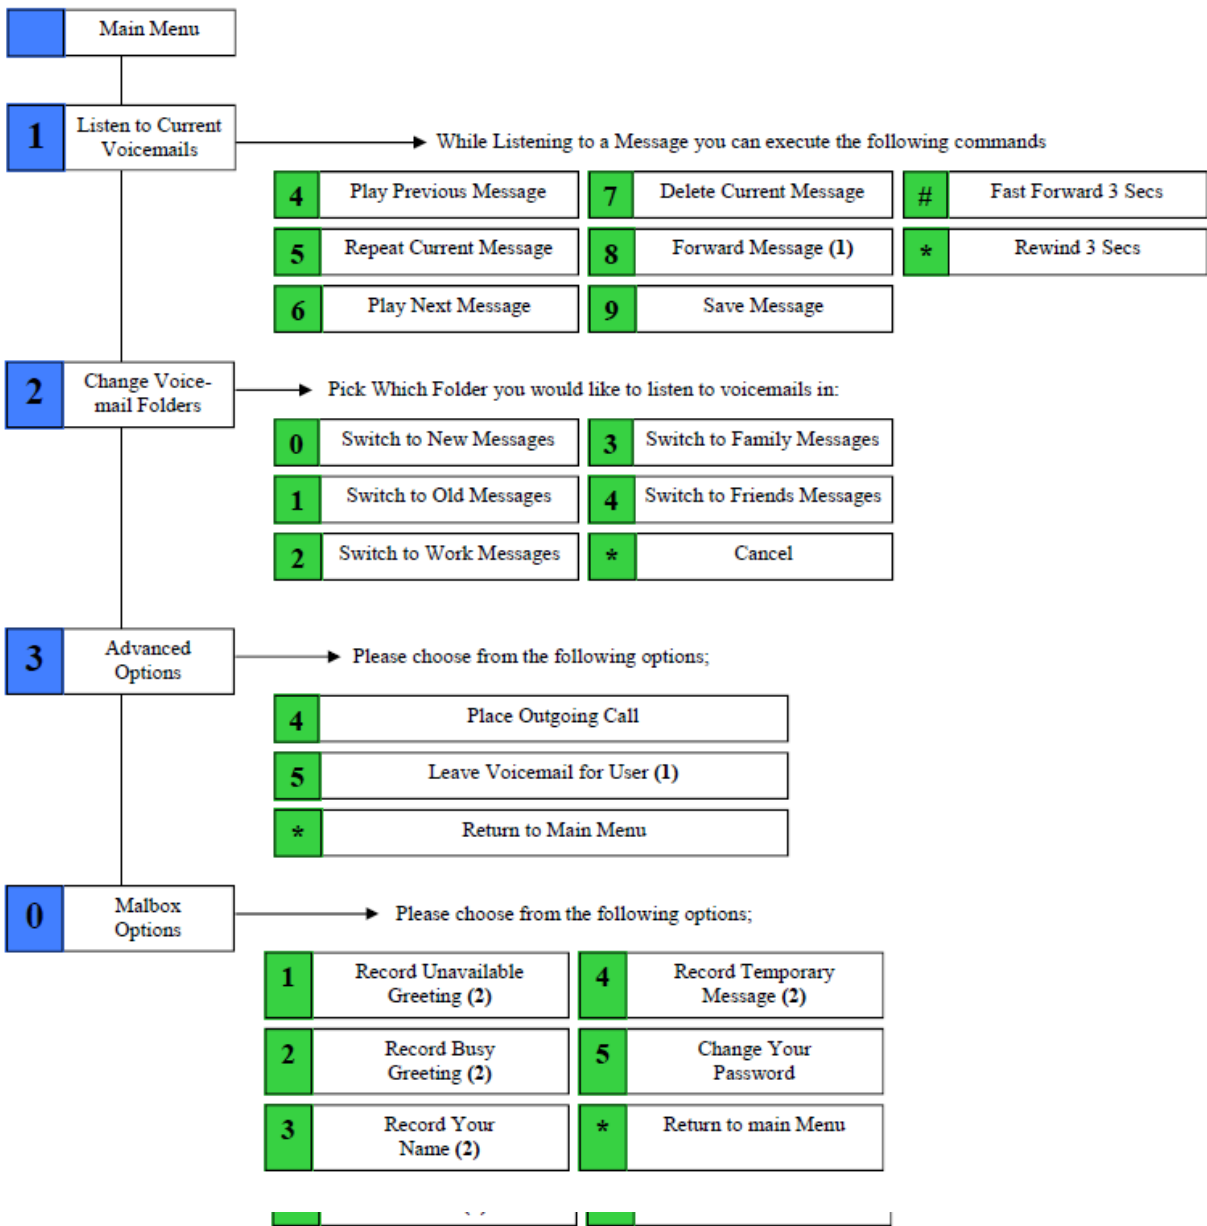 Main Menu
1
Listen to Current
Voicemails
While Listening to a Message you can execute the following commands
4 Play Previous Message
7 Delete Current Message
# Fast Forward 3 Secs
5 Repeat Current Message
8 Forward Message (1)
* Rewind 3 Secs
6 Play Next Message
9 Save Message
2
Change Voice-
mail Folders
Pick Which Folder you would like to listen to voicemails in:
0 Switch to New Messages
3 Switch to Family Messages
1 Switch to Old Messages
4 Switch to Friends Messages
2 Switch to Work Messages
* Cancel
3
Advanced
Options
Please choose from the following options;
4 Place Outgoing Call
5 Leave Voicemail for User (1)
* Return to Main Menu
0
Malbox
Options
Please choose from the following options;
1
Record Unavailable
Greeting (2)
4
Record Temporary
Message (2)
2
Record Busy
Greeting (2)
5
Change Your
Password
3
Record Your
Name (2)
* Return to main Menu